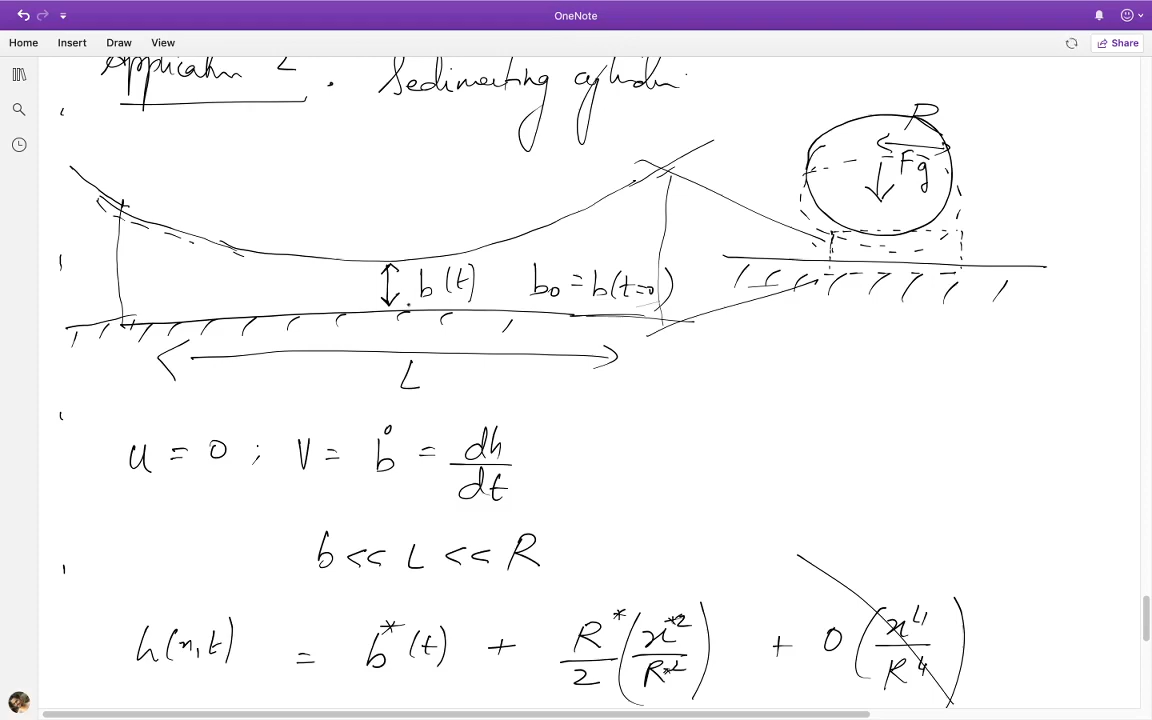 OneNote
Home Insert Draw View Share
Application 2 . Sedimenting cylinder
R
Fg
b(t) b₀ = b(t=0)
L
u = 0 ; V = ḃ = dh/dt
b << L << R
h(x,t) = b*(t) + R*/2 (x*²/R*²) + O(x⁴/R⁴)